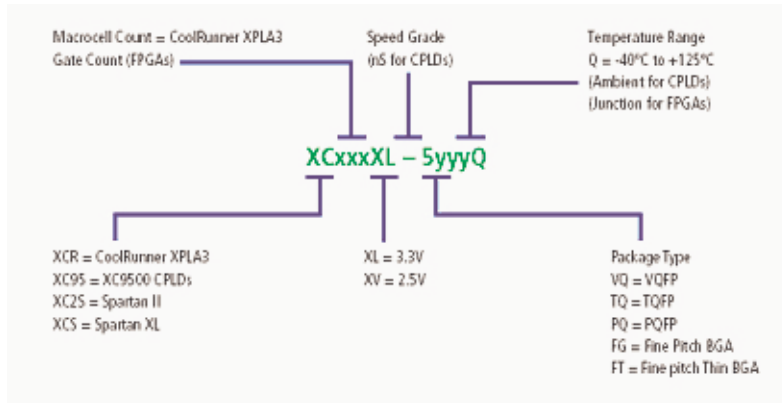 Macrocell Count = CoolRunner XPLA3
Gate Count (FPGAs)
Speed Grade
(nS for CPLDs)
Temperature Range
Q = -40°C to +125°C
(Ambient for CPLDs)
(Junction for FPGAs)
XCxxxXL – 5yyyQ
XCR = CoolRunner XPLA3
XC95 = XC9500 CPLDs
XC2S = Spartan II
XCS = Spartan XL
XL = 3.3V
XV = 2.5V
Package Type
VQ = VQFP
TQ = TQFP
PQ = PQFP
FG = Fine Pitch BGA
FT = Fine pitch Thin BGA